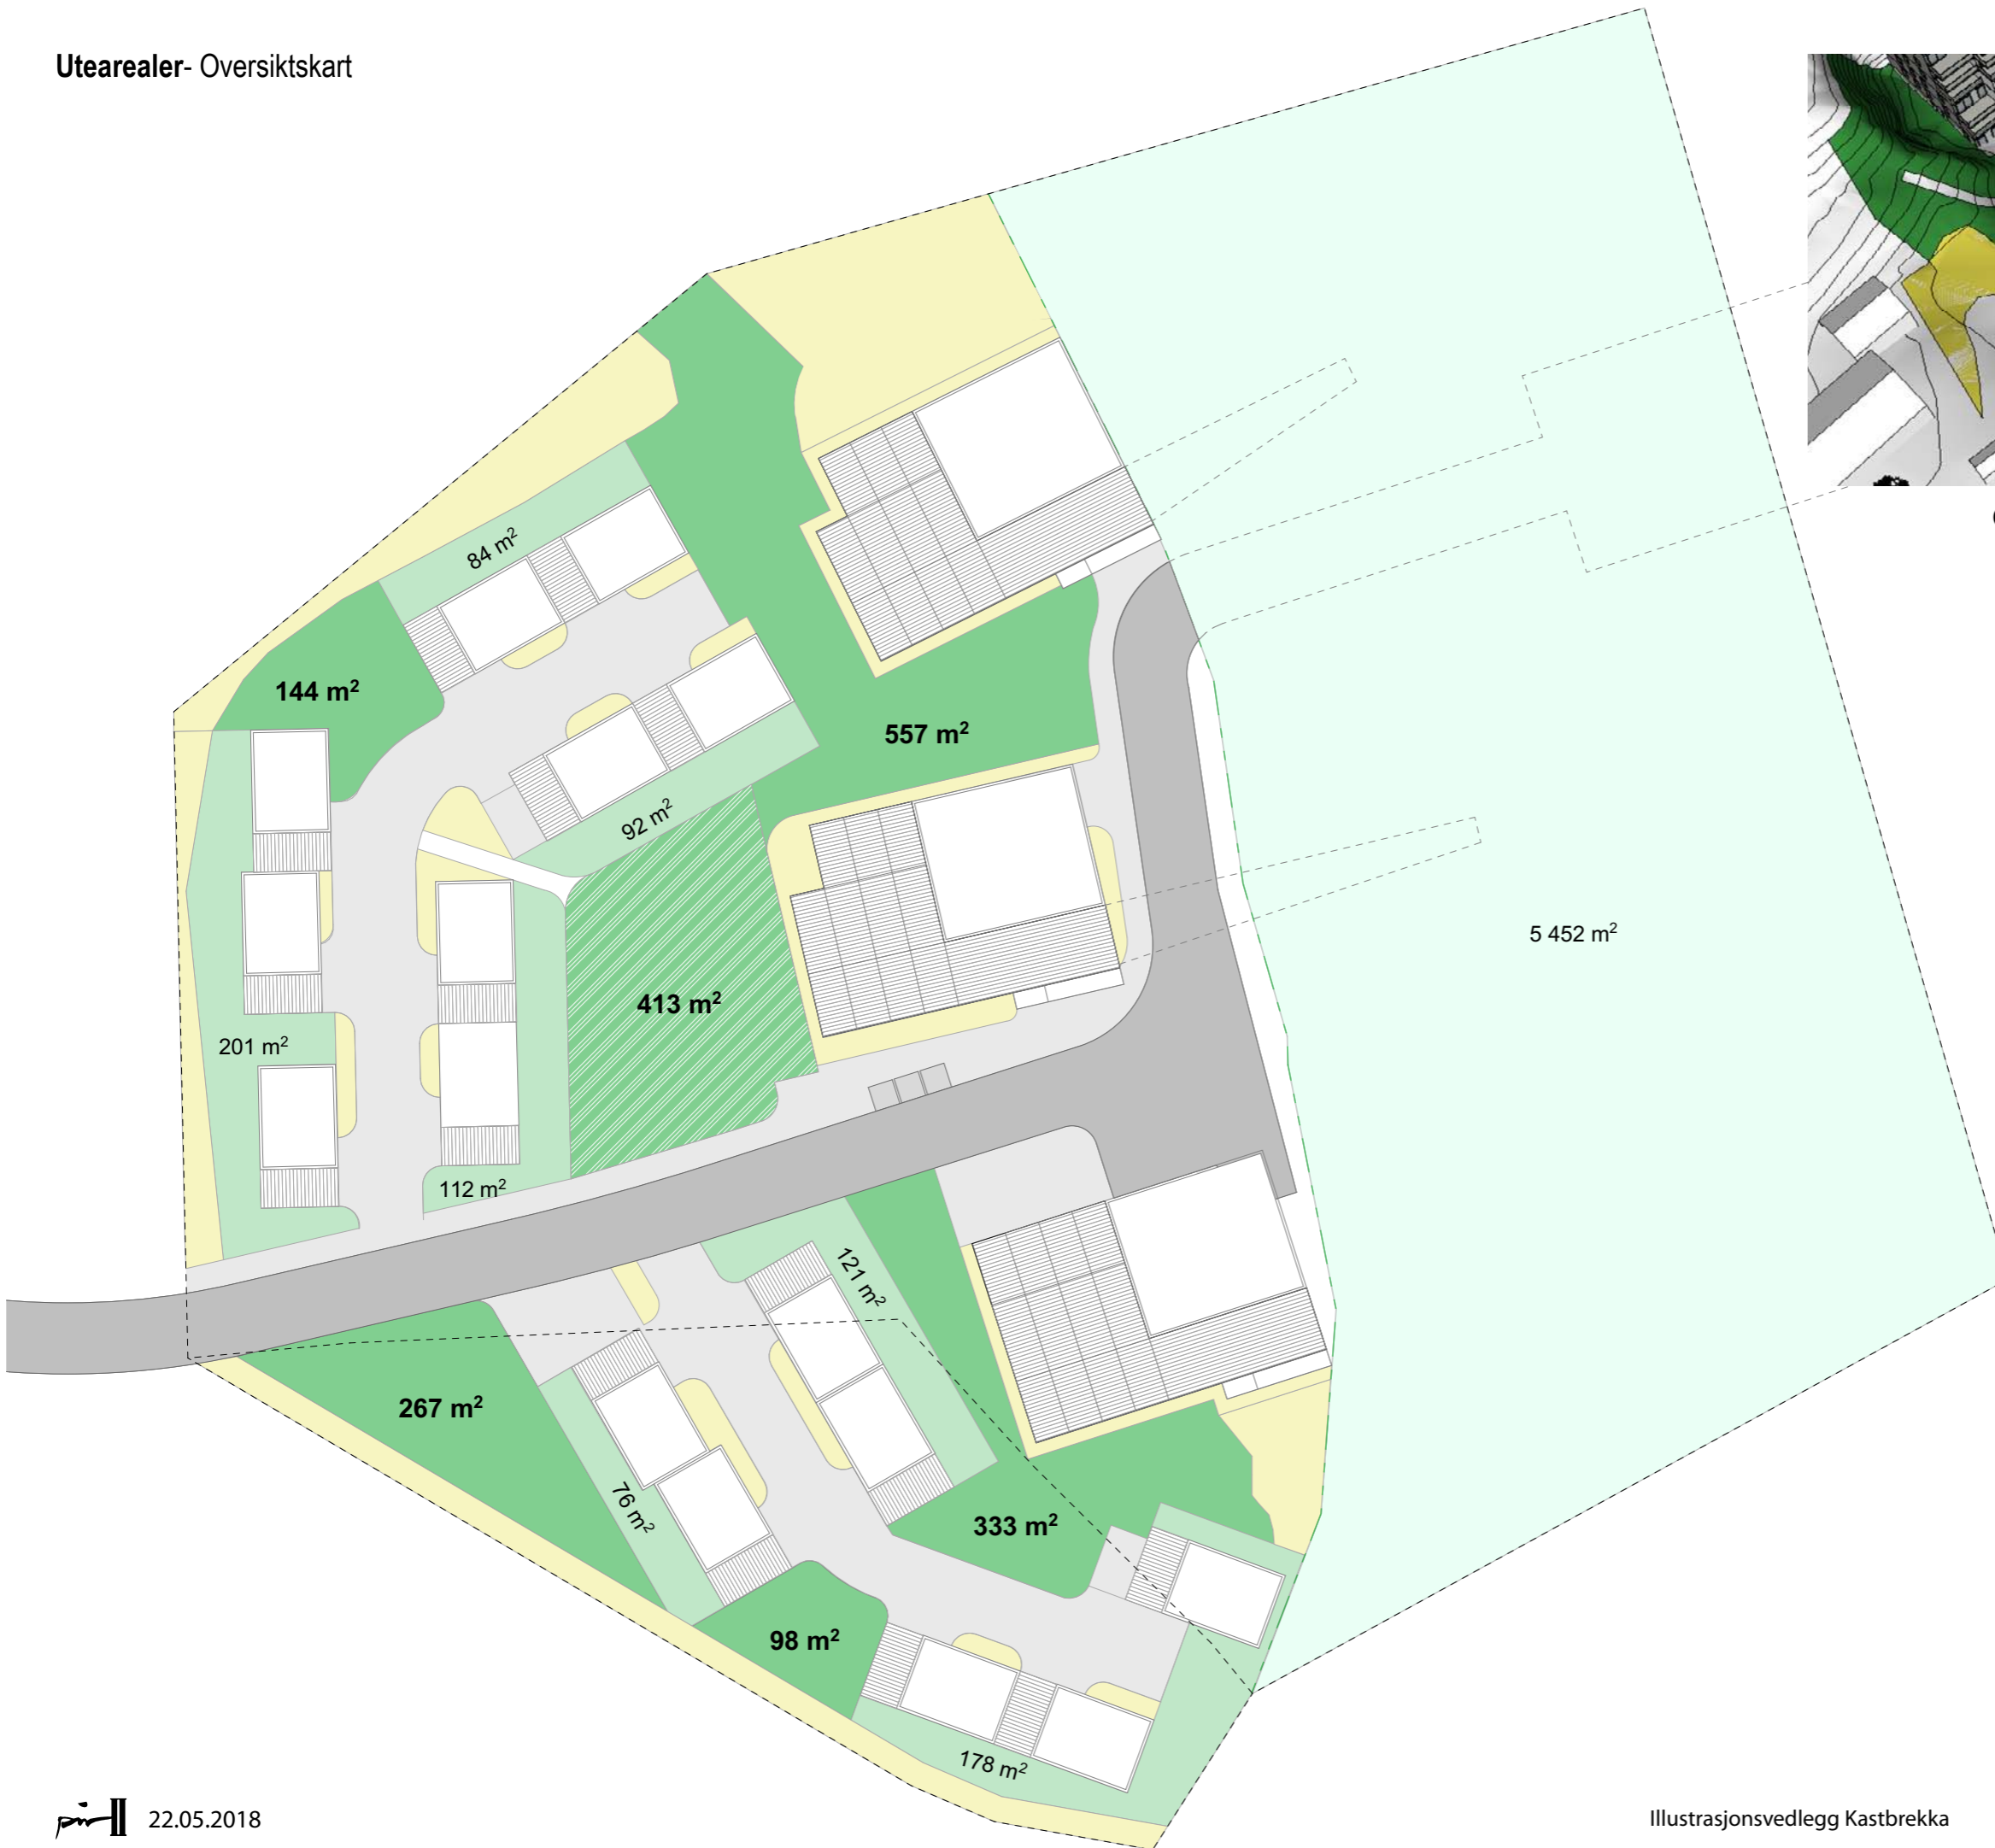 Utearealer- Oversiktskart
84 m²
144 m²
557 m²
92 m²
5 452 m²
413 m²
201 m²
112 m²
121 m²
267 m²
76 m²
333 m²
98 m²
178 m²
22.05.2018
Illustrasjonsvedlegg Kastbrekka